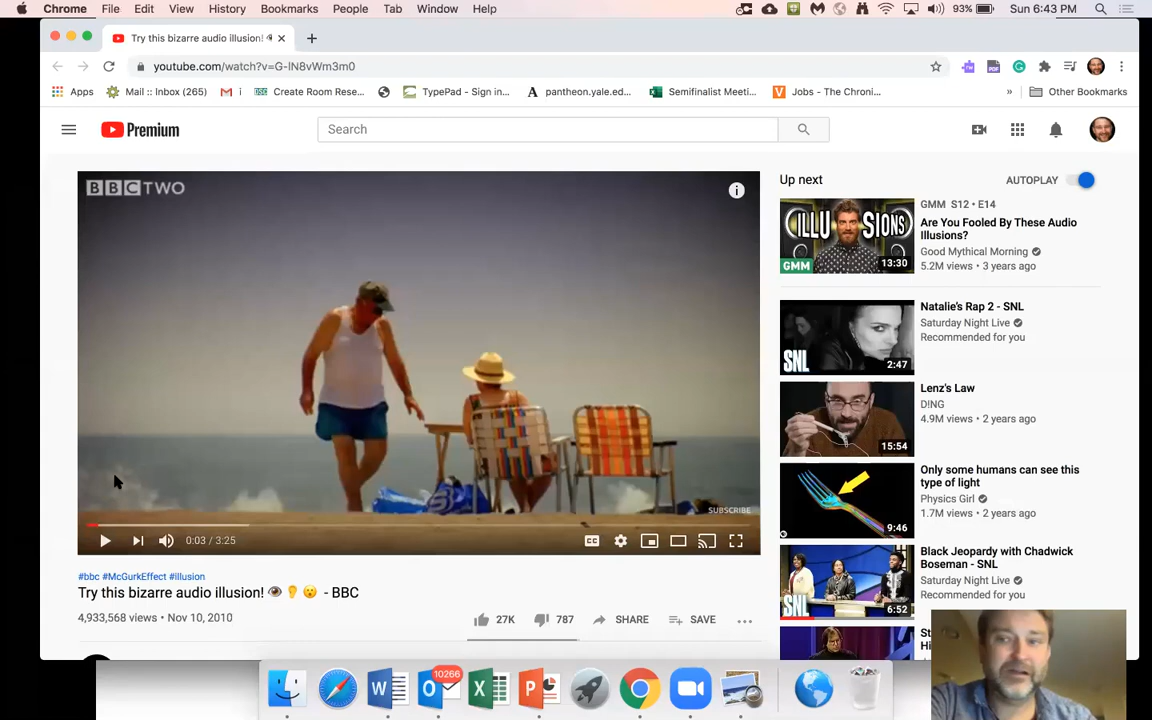 Chrome File Edit View History Bookmarks People Tab Window Help 93% Sun 6:43 PM
Try this bizarre audio illusion!
youtube.com/watch?v=G-lN8vWm3m0
Apps Mail :: Inbox (265) Create Room Rese... TypePad - Sign in... pantheon.yale.ed... Semifinalist Meeti... Jobs - The Chroni... » Other Bookmarks
Premium Search
BBC TWO
Up next AUTOPLAY
ILLUSIONS
GMM
13:30
GMM S12 • E14
Are You Fooled By These Audio
Illusions?
Good Mythical Morning
5.2M views • 3 years ago
SNL
2:47
Natalie's Rap 2 - SNL
Saturday Night Live
Recommended for you
15:54
Lenz's Law
D!NG
4.9M views • 2 years ago
9:46
Only some humans can see this
type of light
Physics Girl
1.7M views • 2 years ago
SNL
6:52
Black Jeopardy with Chadwick
Boseman - SNL
Saturday Night Live
Recommended for you
SUBSCRIBE
0:03 / 3:25
CC
#bbc #McGurkEffect #illusion
Try this bizarre audio illusion! 👁️👂😮 - BBC
4,933,568 views • Nov 10, 2010
27K 787 SHARE SAVE
10266